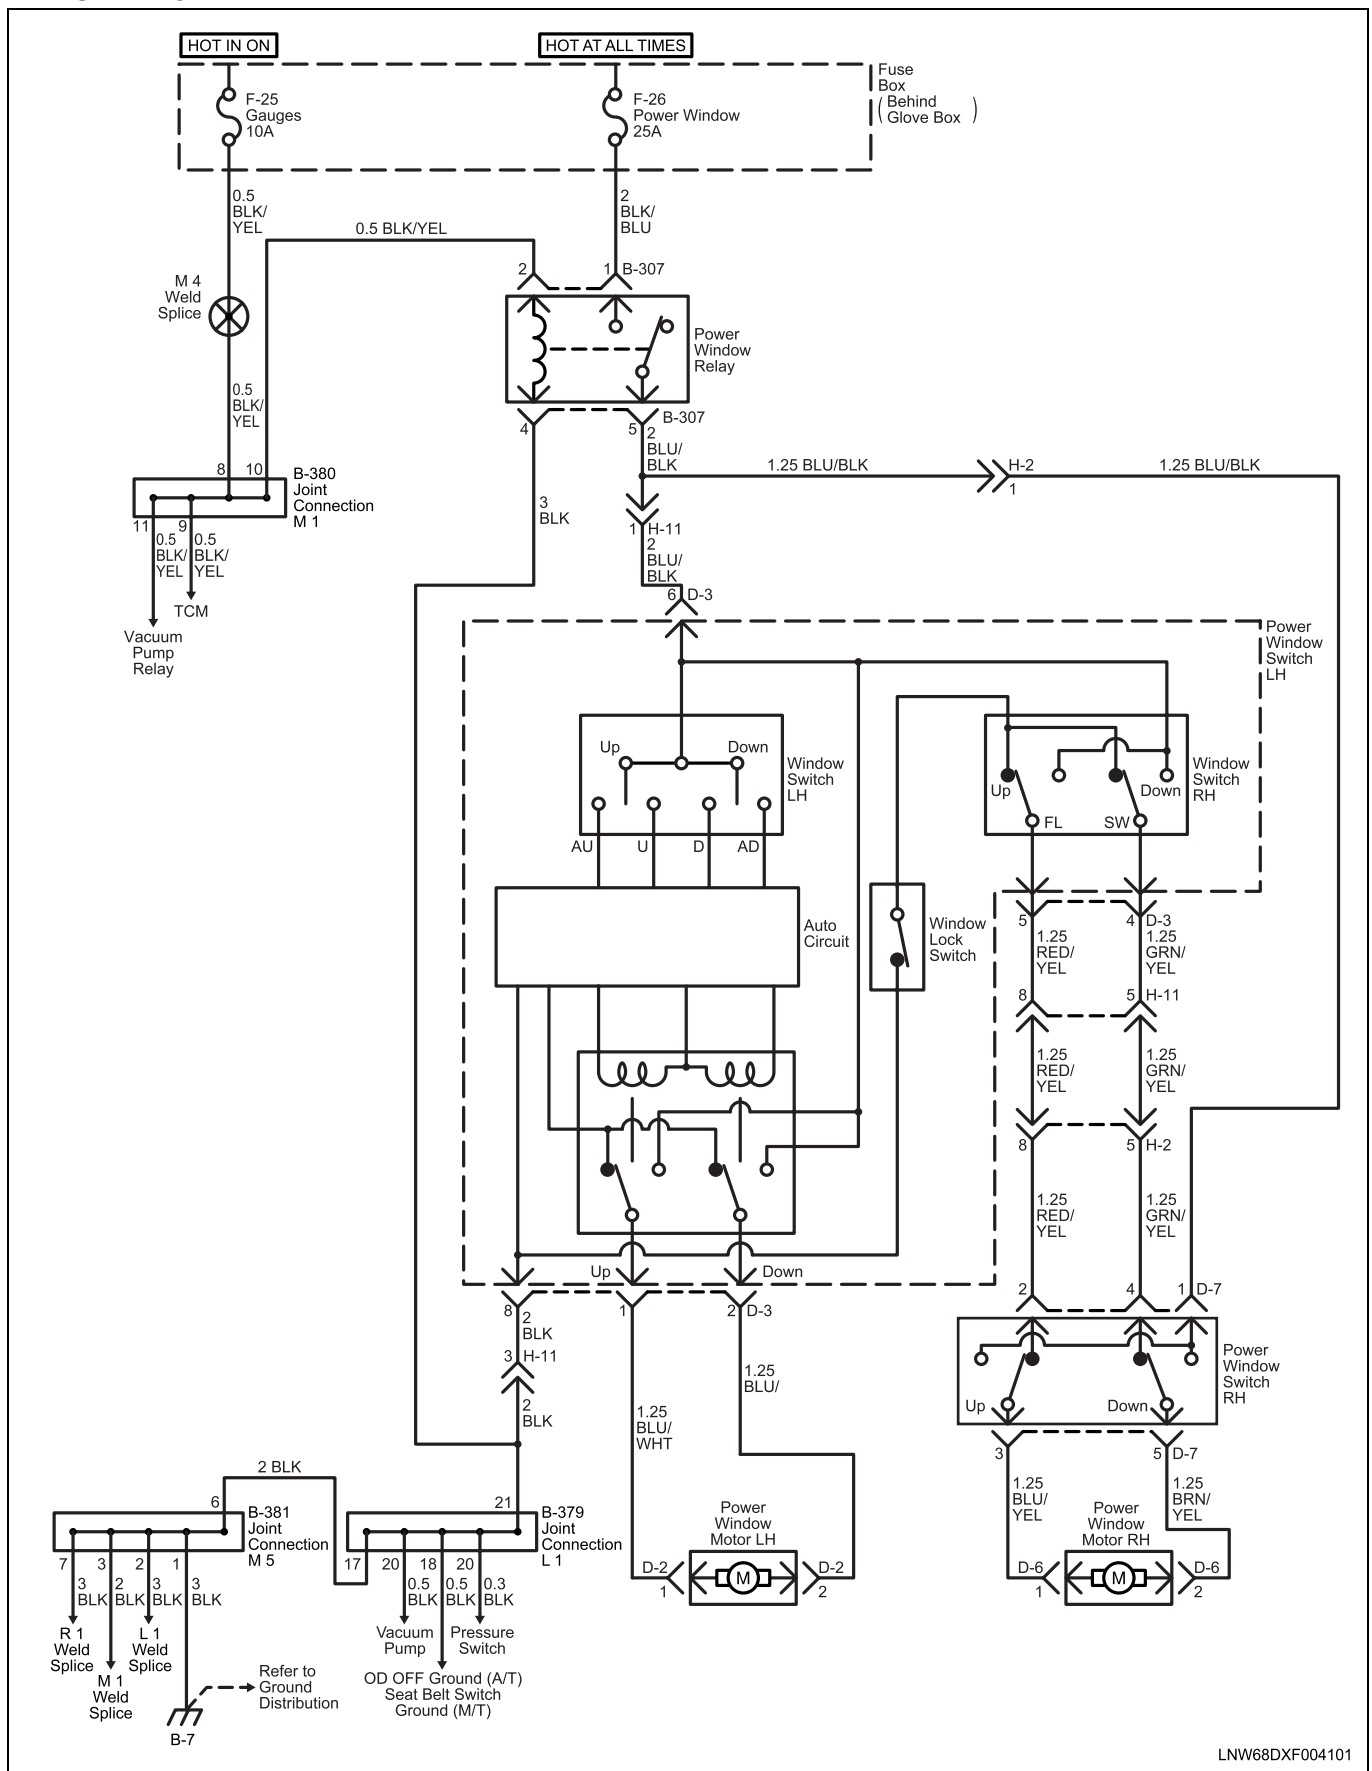 HOT IN ON
HOT AT ALL TIMES
F-25
Gauges
10A
F-26
Power Window
25A
Fuse
Box
( Behind
Glove Box )
0.5
BLK/
YEL
2
BLK/
BLU
0.5 BLK/YEL
M 4
Weld
Splice
2
1
B-307
Power
Window
Relay
0.5
BLK/
YEL
4
5
B-307
2
BLU/
BLK
1.25 BLU/BLK
H-2
1
1.25 BLU/BLK
8
10
B-380
Joint
Connection
M 1
3
BLK
11
9
0.5
BLK/
YEL
0.5
BLK/
YEL
1
H-11
2
BLU/
BLK
6
D-3
TCM
Vacuum
Pump
Relay
Power
Window
Switch
LH
Up
Down
Window
Switch
LH
Up
Down
FL
SW
Window
Switch
RH
AU
U
D
AD
Auto
Circuit
Window
Lock
Switch
5
4
D-3
1.25
RED/
YEL
1.25
GRN/
YEL
8
5
H-11
1.25
RED/
YEL
1.25
GRN/
YEL
8
5
H-2
1.25
RED/
YEL
1.25
GRN/
YEL
Up
Down
8
1
2
D-3
2
BLK
3
H-11
2
BLK
1.25
BLU/
WHT
1.25
BLU/
2
4
1
D-7
Power
Window
Switch
RH
Up
Down
3
5
D-7
1.25
BLU/
YEL
1.25
BRN/
YEL
2 BLK
6
B-381
Joint
Connection
M 5
21
B-379
Joint
Connection
L 1
7
3
2
1
3
BLK
2
BLK
3
BLK
3
BLK
17
20
18
20
0.5
BLK
0.5
BLK
0.3
BLK
Power
Window
Motor LH
D-2
1
M
D-2
2
Power
Window
Motor RH
D-6
1
M
D-6
2
R 1
Weld
Splice
M 1
Weld
Splice
L 1
Weld
Splice
Vacuum
Pump
Pressure
Switch
OD OFF Ground (A/T)
Seat Belt Switch
Ground (M/T)
Refer to
Ground
Distribution
B-7
LNW68DXF004101